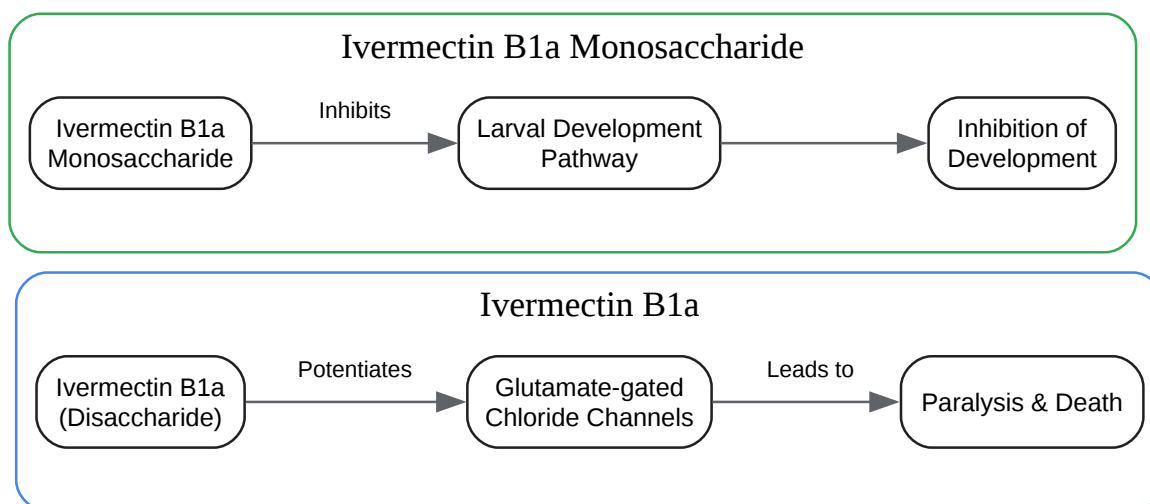 Ivermectin B1a Monosaccharide
Ivermectin B1a
Monosaccharide
Inhibits
Larval Development
Pathway
Inhibition of
Development
Ivermectin B1a
Ivermectin B1a
(Disaccharide)
Potentiates
Glutamate-gated
Chloride Channels
Leads to
Paralysis & Death